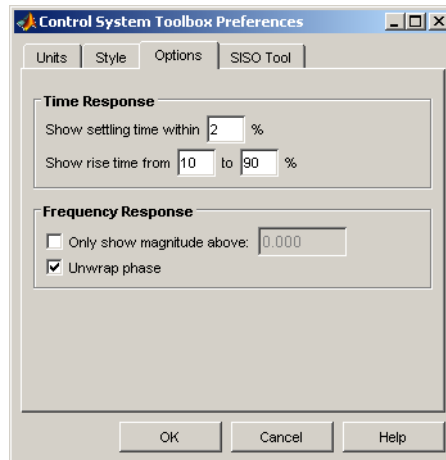 Control System Toolbox Preferences
Units Style Options SISO Tool
Time Response
Show settling time within 2 %
Show rise time from 10 to 90 %
Frequency Response
Only show magnitude above: 0.000
Unwrap phase
OK Cancel Help